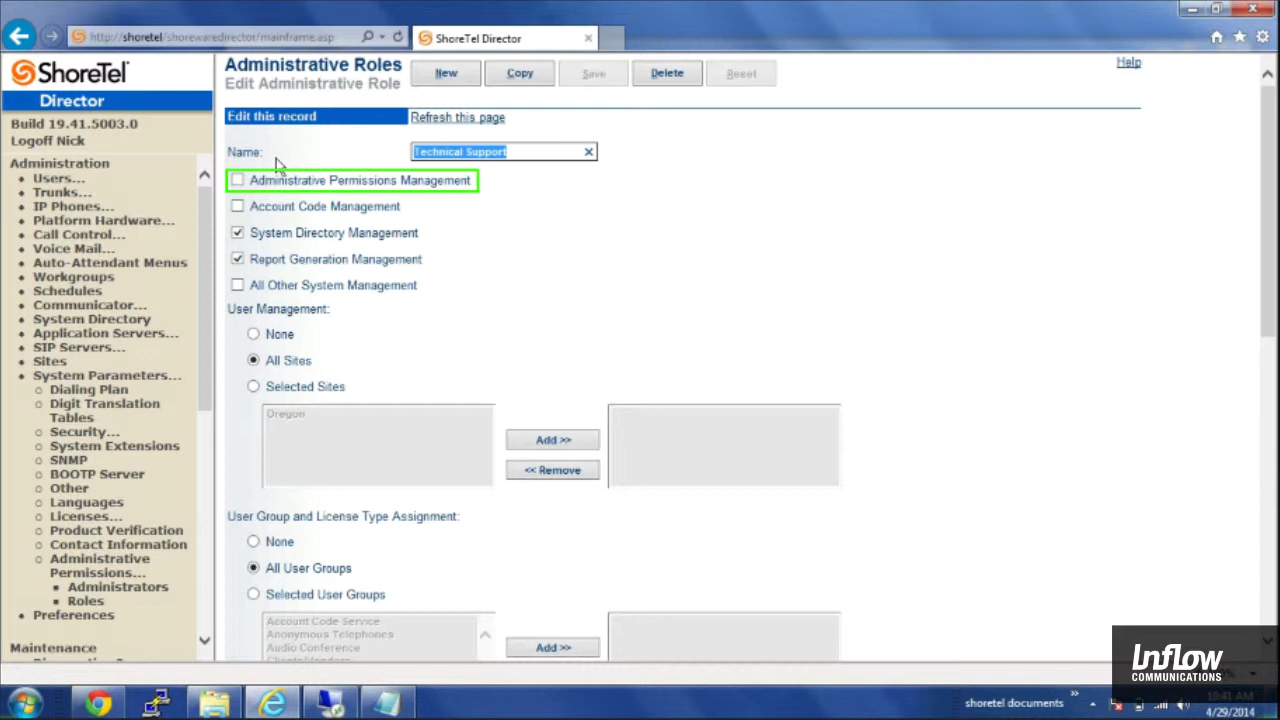 http://shoretel/shorewaredirector/mainframe.asp
ShoreTel Director
ShoreTel
Director
Build 19.41.5003.0
Logoff Nick
Administration
Users...
Trunks...
IP Phones...
Platform Hardware...
Call Control...
Voice Mail...
Auto-Attendant Menus
Workgroups
Schedules
Communicator...
System Directory
Application Servers...
SIP Servers...
Sites
System Parameters...
Dialing Plan
Digit Translation
Tables
Security...
System Extensions
SNMP
BOOTP Server
Other
Languages
Licenses...
Product Verification
Contact Information
Administrative
Permissions...
Administrators
Roles
Preferences
Maintenance
Administrative Roles
Edit Administrative Role
New
Copy
Save
Delete
Reset
Help
Edit this record
Refresh this page
Name:
Technical Support
Administrative Permissions Management
Account Code Management
System Directory Management
Report Generation Management
All Other System Management
User Management:
None
All Sites
Selected Sites
Oregon
Add >>
<< Remove
User Group and License Type Assignment:
None
All User Groups
Selected User Groups
Account Code Service
Anonymous Telephones
Audio Conference
Add >>
Inflow
COMMUNICATIONS
shoretel documents
10:41 AM
4/29/2014